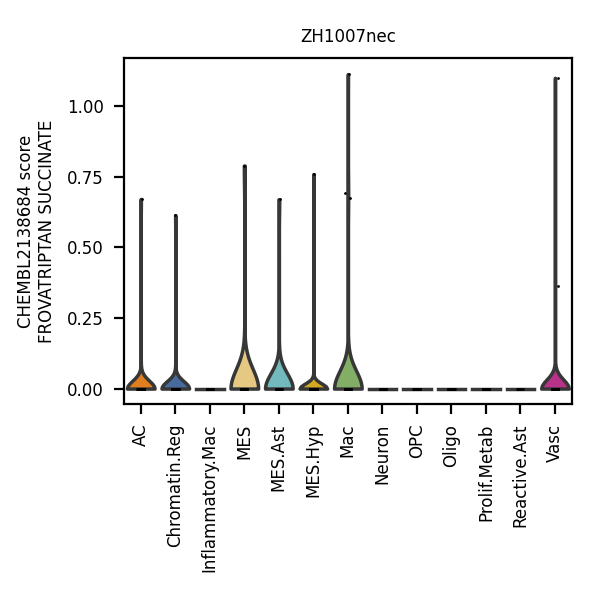 ZH1007nec
CHEMBL2138684 score
FROVATRIPTAN SUCCINATE
1.00
0.75
0.50
0.25
0.00
AC
Chromatin.Reg
Inflammatory.Mac
MES
MES.Ast
MES.Hyp
Mac
Neuron
OPC
Oligo
Prolif.Metab
Reactive.Ast
Vasc